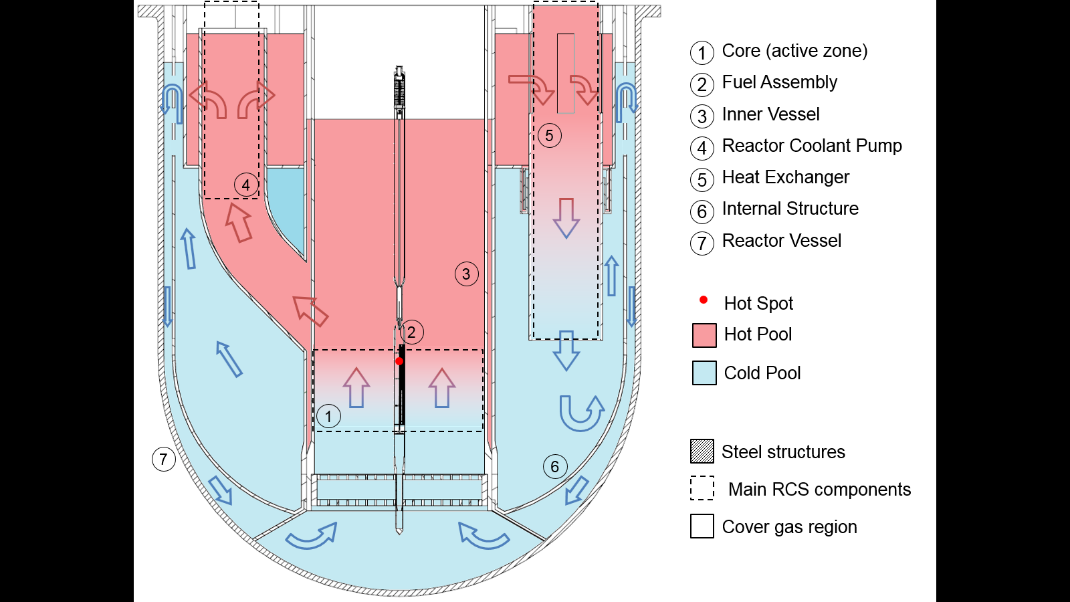 4
5
3
2
1
7
6
1 Core (active zone)
2 Fuel Assembly
3 Inner Vessel
4 Reactor Coolant Pump
5 Heat Exchanger
6 Internal Structure
7 Reactor Vessel
Hot Spot
Hot Pool
Cold Pool
Steel structures
Main RCS components
Cover gas region